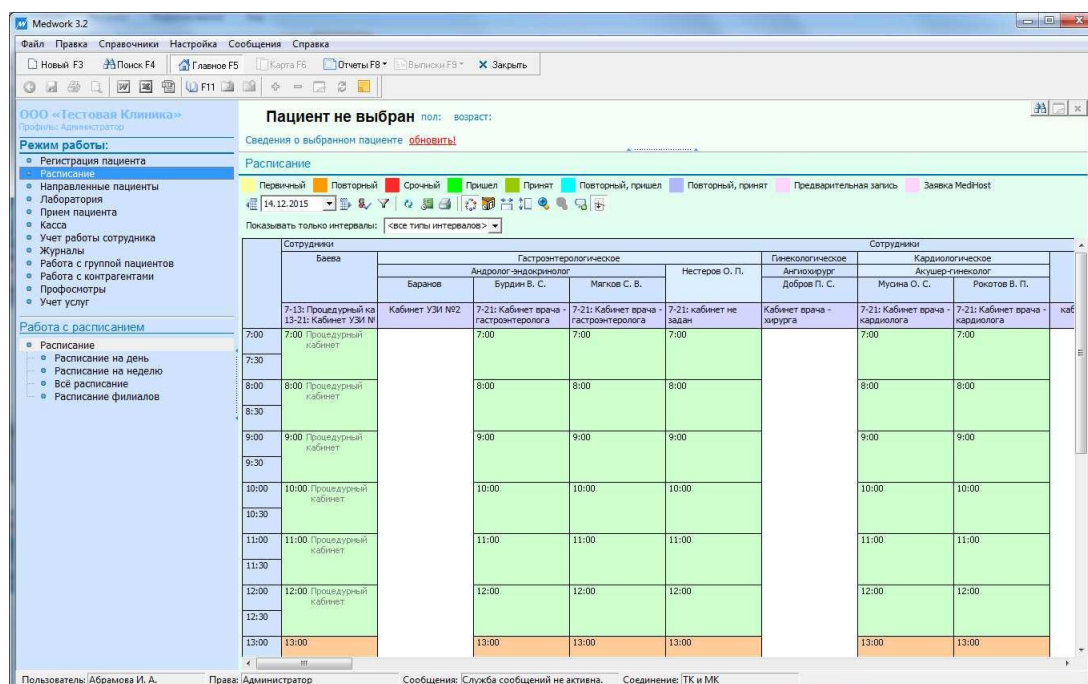 Medwork 3.2
Файл Правка Справочники Настройка Сообщения Справка
Новый F3 Поиск F4 Главное F5 Карта F6 Отчеты F8 Выписки F9 Закрыть
F11
ООО «Тестовая Клиника»
Профиль: Администратор
Режим работы:
Регистрация пациента
Расписание
Направленные пациенты
Лаборатория
Прием пациента
Касса
Учет работы сотрудника
Журналы
Работа с группой пациентов
Работа с контрагентами
Профосмотры
Учет услуг
Работа с расписанием
Расписание
Расписание на день
Расписание на неделю
Всё расписание
Расписание филиалов
Пациент не выбран пол: возраст:
Сведения о выбранном пациенте обновить!
Расписание
Первичный Повторный Срочный Пришел Принят Повторный, пришел Повторный, принят Предварительная запись Заявка MedHost
14.12.2015
Показывать только интервалы: <все типы интервалов>
Сотрудники Сотрудники
Баева Гастроэнтерологическое Гинекологическое Кардиологическое
Андролог-эндокринолог Нестеров О. П. Ангиохирург Акушер-гинеколог
Баранов Бурдин В. С. Мягков С. В. Добров П. С. Мусина О. С. Рокотов В. П.
7-13: Процедурный ка Кабинет УЗИ №2 7-21: Кабинет врача - 7-21: Кабинет врача - 7-21: кабинет не Кабинет врача - 7-21: Кабинет врача - 7-21: Кабинет врача - каб
13-21: Кабинет УЗИ № гастроэнтеролога гастроэнтеролога задан хирурга кардиолога кардиолога
7:00 7:00 Процедурный 7:00 7:00 7:00 7:00 7:00
кабинет
7:30
8:00 8:00 Процедурный 8:00 8:00 8:00 8:00 8:00
кабинет
8:30
9:00 9:00 Процедурный 9:00 9:00 9:00 9:00 9:00
кабинет
9:30
10:00 10:00 Процедурный 10:00 10:00 10:00 10:00 10:00
кабинет
10:30
11:00 11:00 Процедурный 11:00 11:00 11:00 11:00 11:00
кабинет
11:30
12:00 12:00 Процедурный 12:00 12:00 12:00 12:00 12:00
кабинет
12:30
13:00 13:00 13:00 13:00 13:00 13:00 13:00
Пользователь: Абрамова И. А. Права: Администратор Сообщения: Служба сообщений не активна. Соединение: ТК и МК